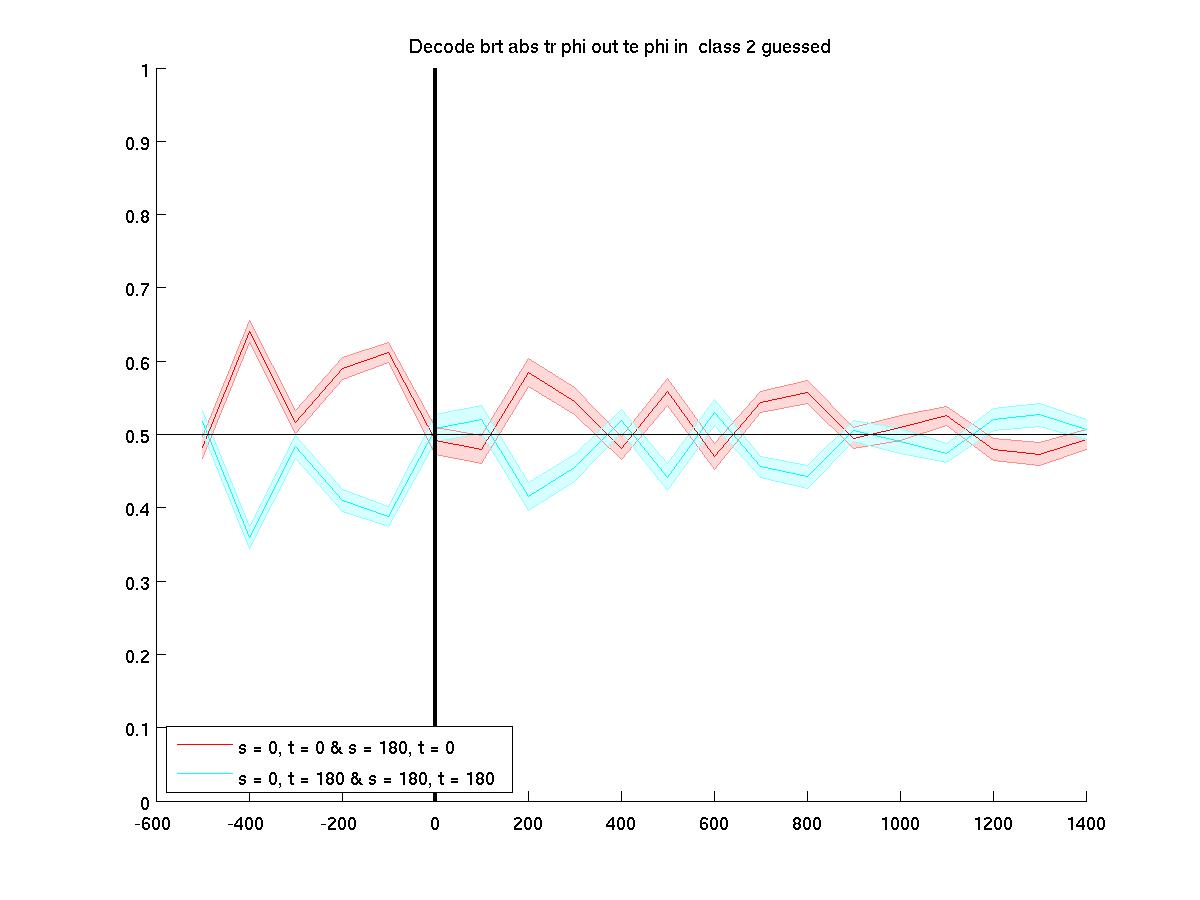 Decode brt abs tr phi out te phi in  class 2 guessed
1
0.9
0.8
0.7
0.6
0.5
0.4
0.3
0.2
0.1
0
s = 0, t = 0 & s = 180, t = 0
s = 0, t = 180 & s = 180, t = 180
-600 -400 -200 0 200 400 600 800 1000 1200 1400